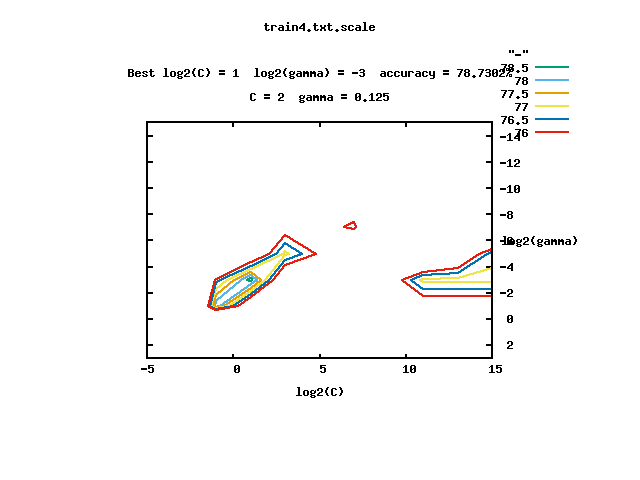 train4.txt.scale
"-"
Best log2(C) = 1 log2(gamma) = -3 accuracy = 78.7302%
78.5
78
77.5
C = 2 gamma = 0.125
77
76.5
76
-14
-12
-10
-8
-6
log2(gamma)
-4
-2
0
2
-5 0 5 10 15
log2(C)